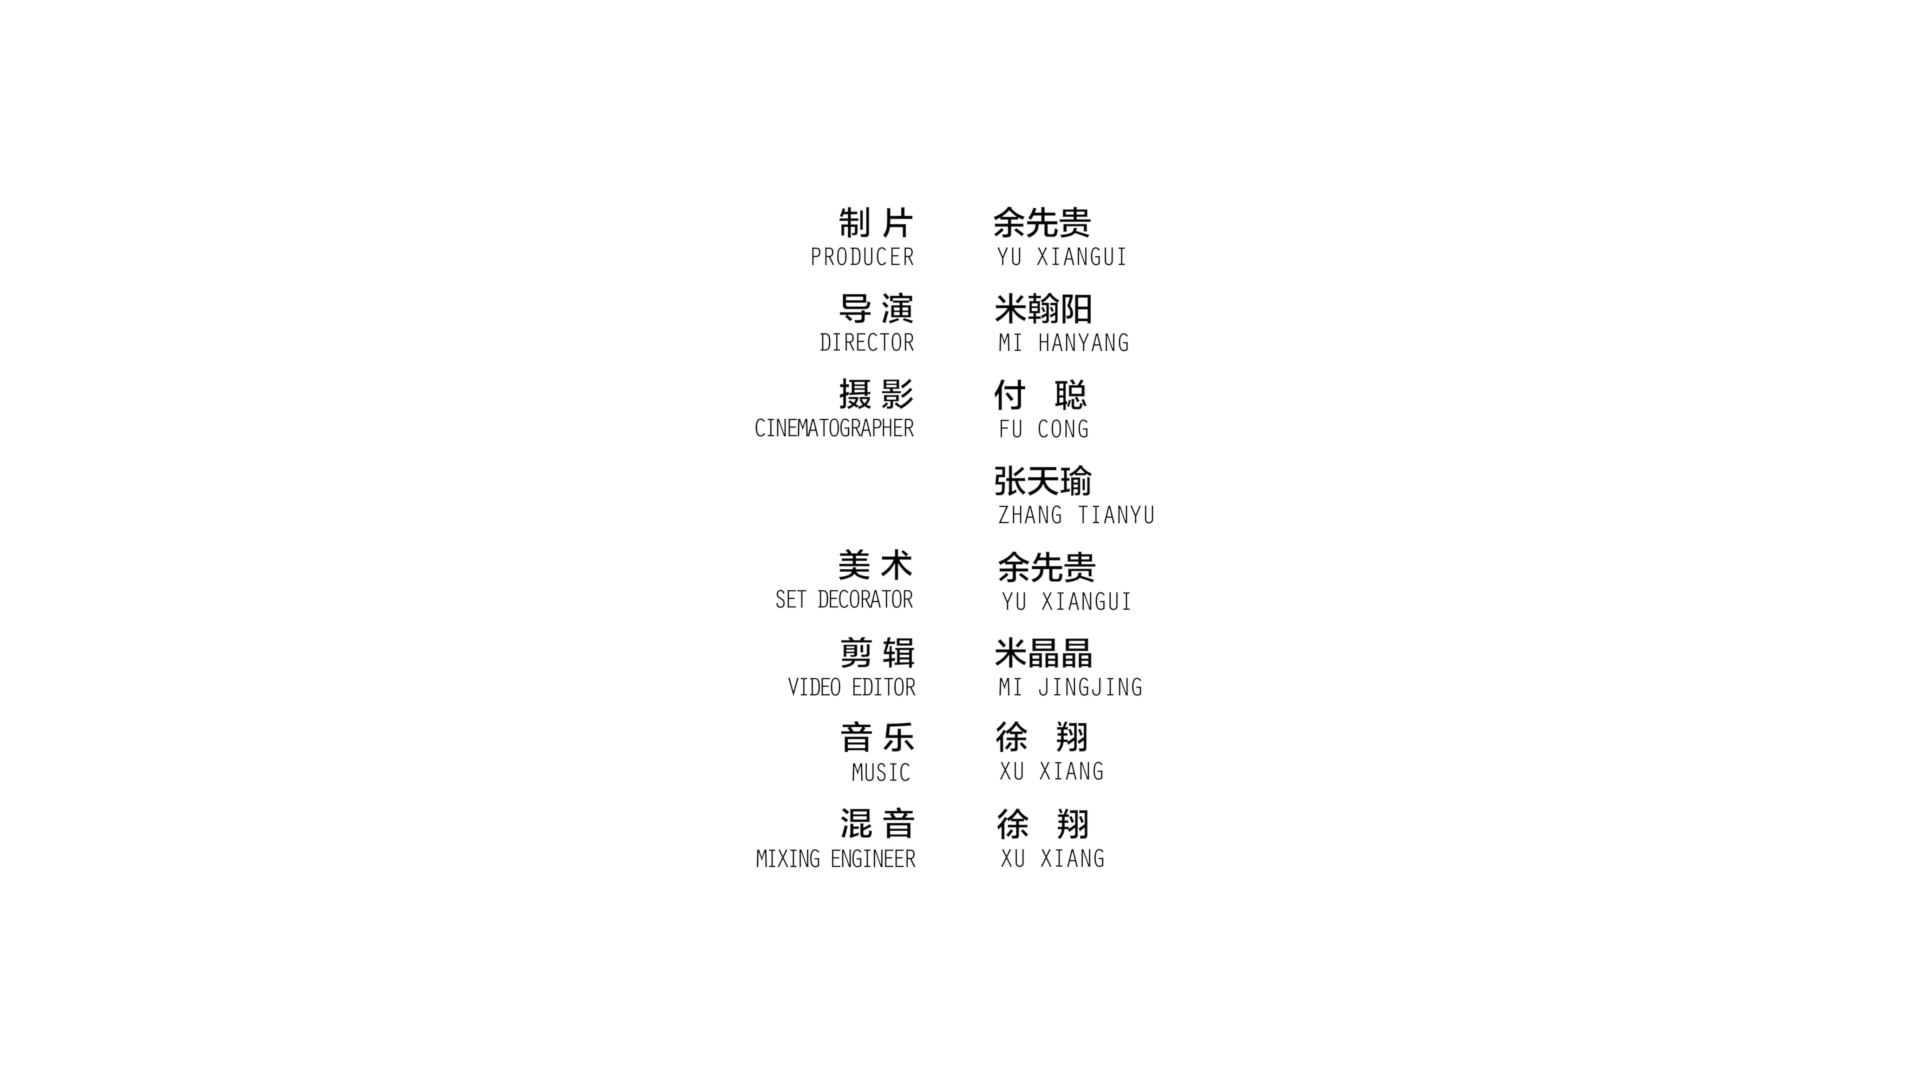 制片 余先贵
PRODUCER YU XIANGUI
导演 米翰阳
DIRECTOR MI HANYANG
摄影 付 聪
CINEMATOGRAPHER FU CONG
张天瑜
ZHANG TIANYU
美术 余先贵
SET DECORATOR YU XIANGUI
剪辑 米晶晶
VIDEO EDITOR MI JINGJING
音乐 徐 翔
MUSIC XU XIANG
混音 徐 翔
MIXING ENGINEER XU XIANG